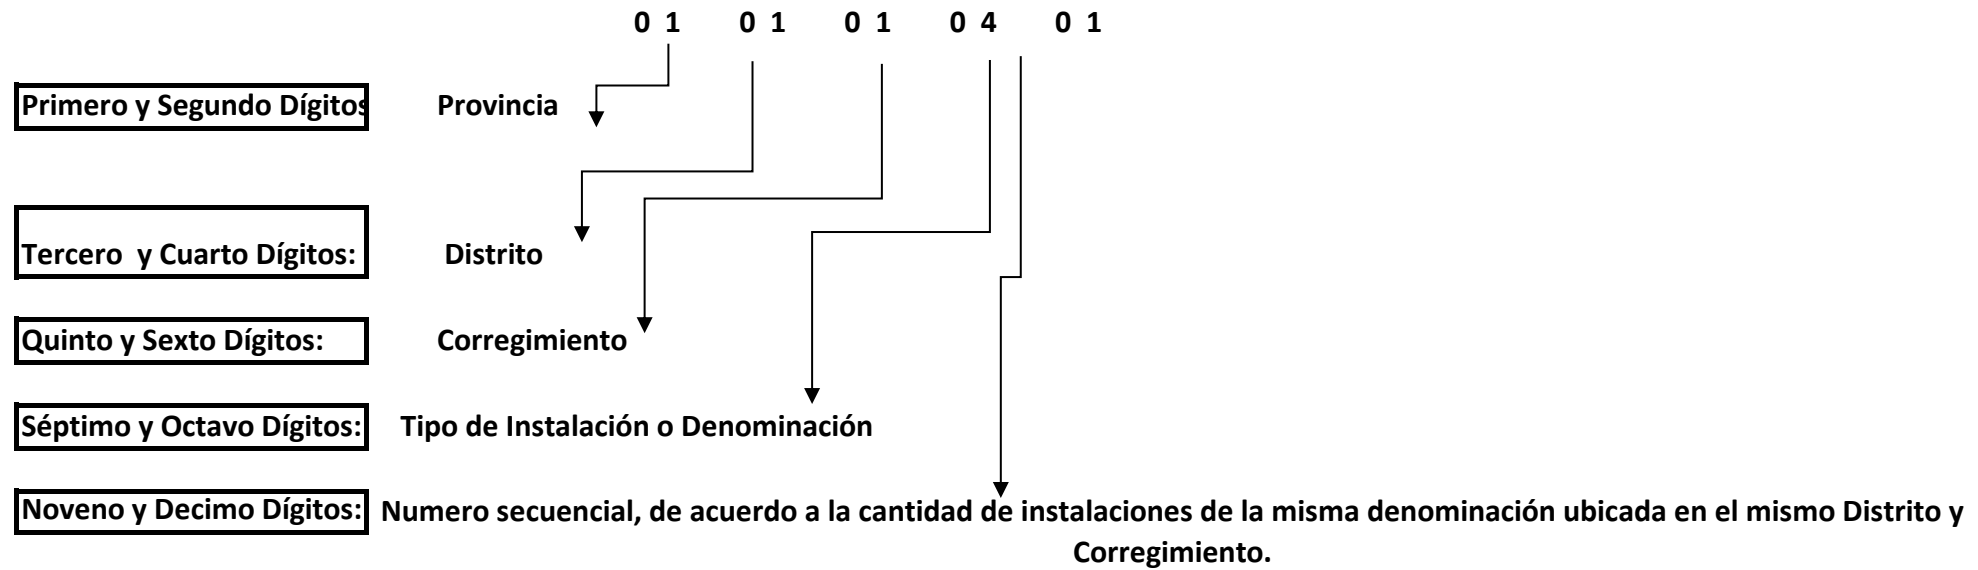 0 1 0 1 0 1 0 4 0 1
Primero y Segundo Dígitos Provincia
Tercero y Cuarto Dígitos: Distrito
Quinto y Sexto Dígitos: Corregimiento
Séptimo y Octavo Dígitos: Tipo de Instalación o Denominación
Noveno y Decimo Dígitos: Numero secuencial, de acuerdo a la cantidad de instalaciones de la misma denominación ubicada en el mismo Distrito y
Corregimiento.